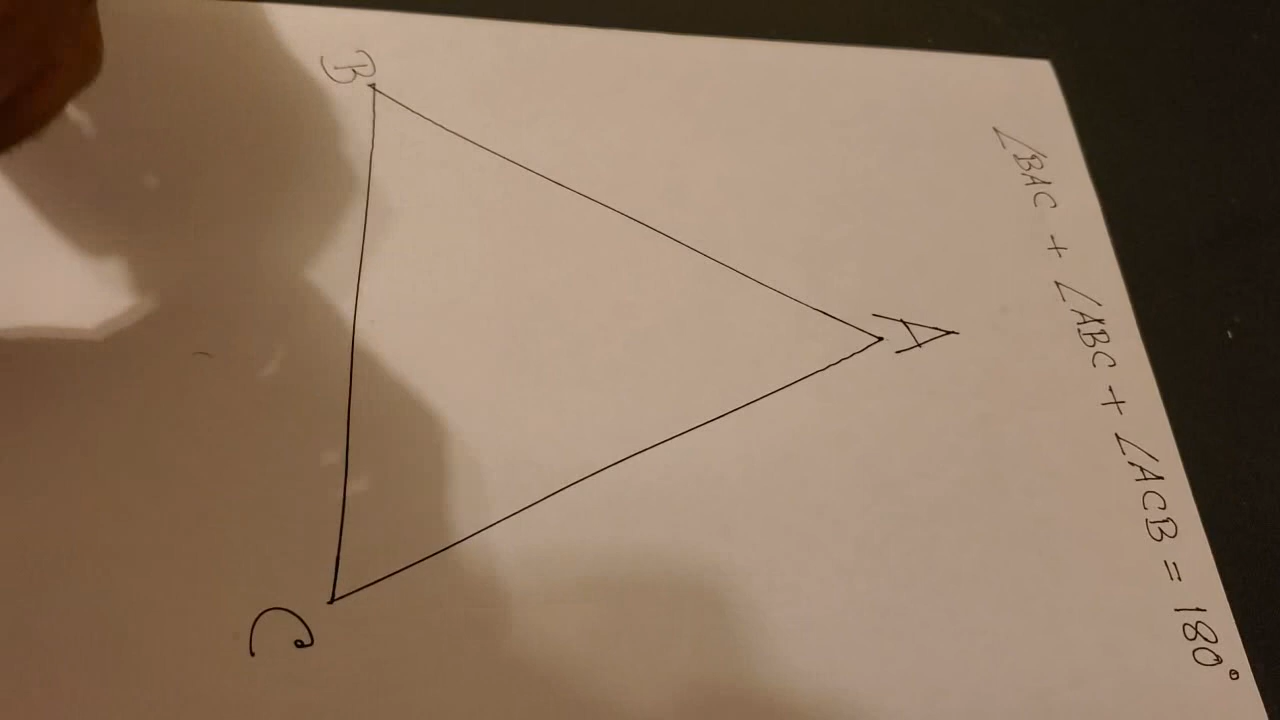 ∠BAC + ∠ABC + ∠ACB = 180°
A
B
C